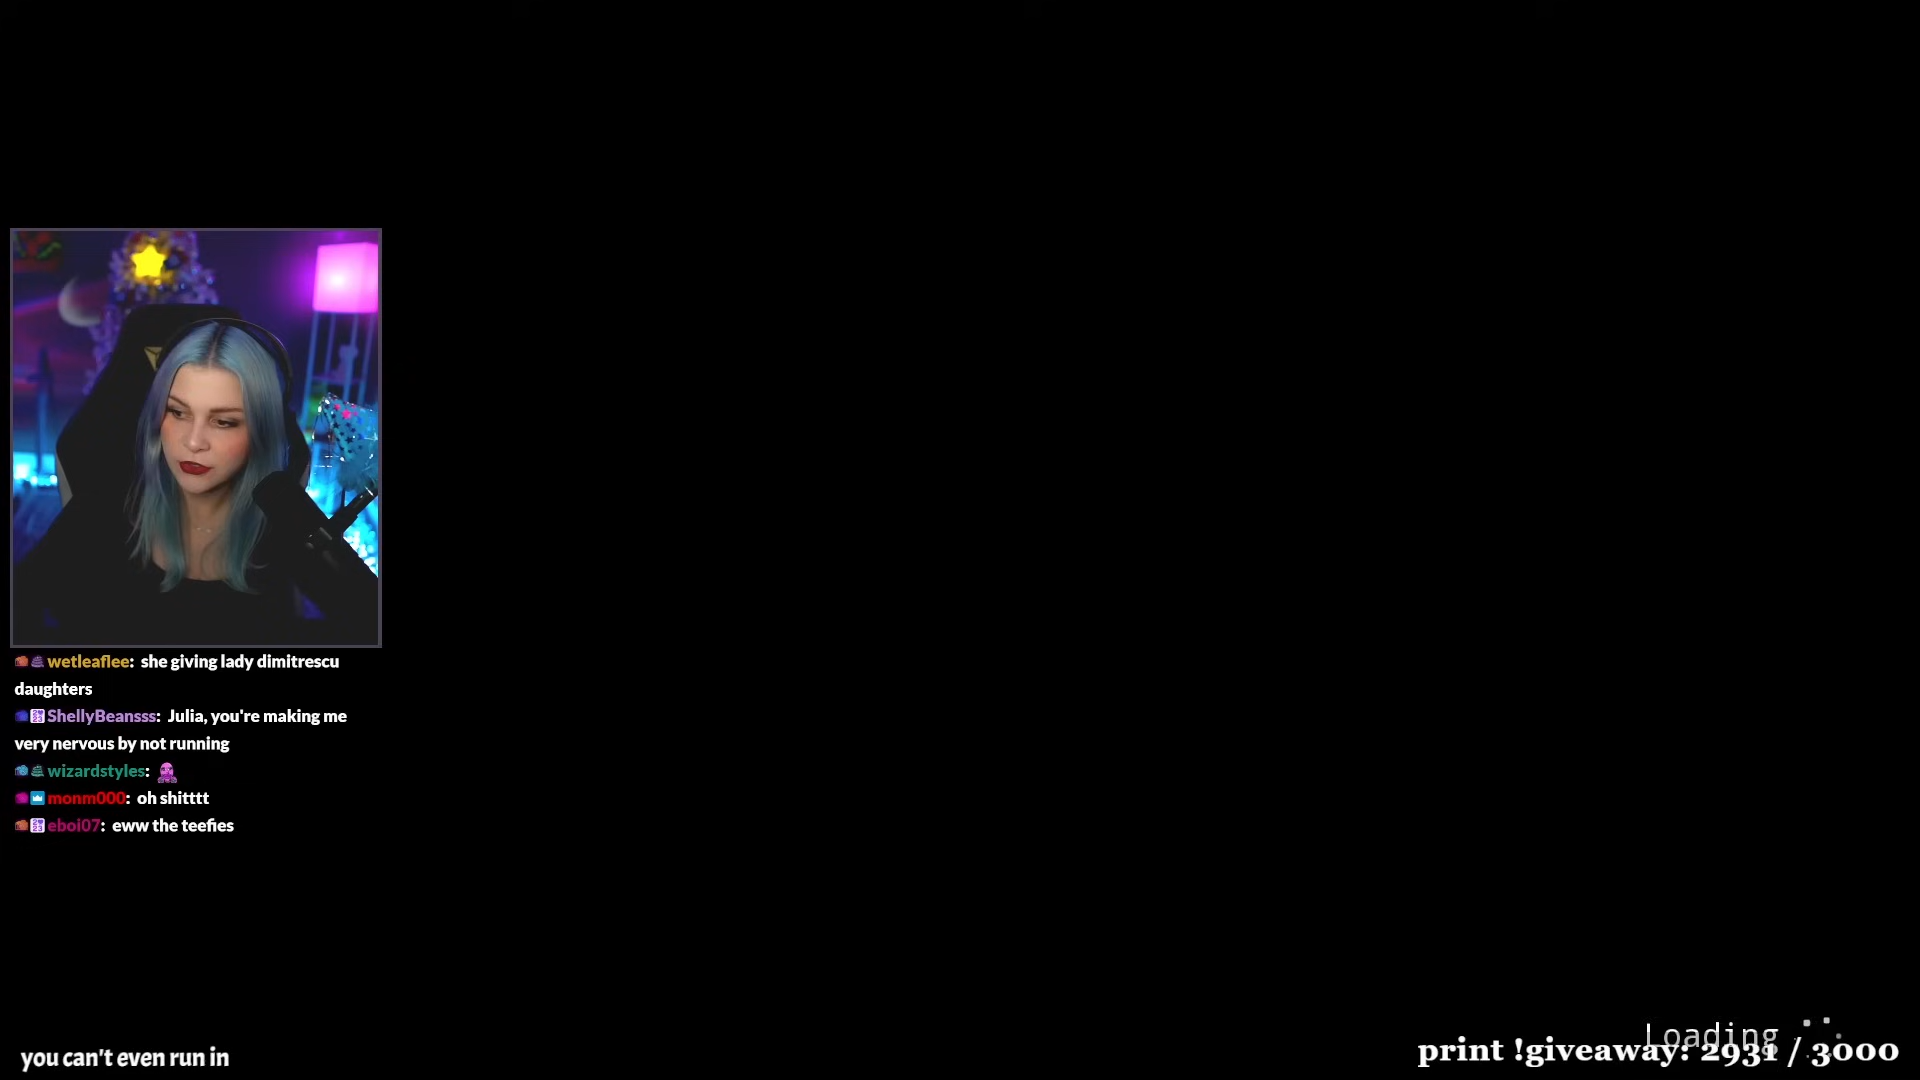 wetleaflee: she giving lady dimitrescu
daughters
ShellyBeansss: Julia, you're making me
very nervous by not running
wizardstyles:
monm000: oh shitttt
eboi07: eww the teefies
you can't even run in
Loading
print !giveaway: 2931 / 3000